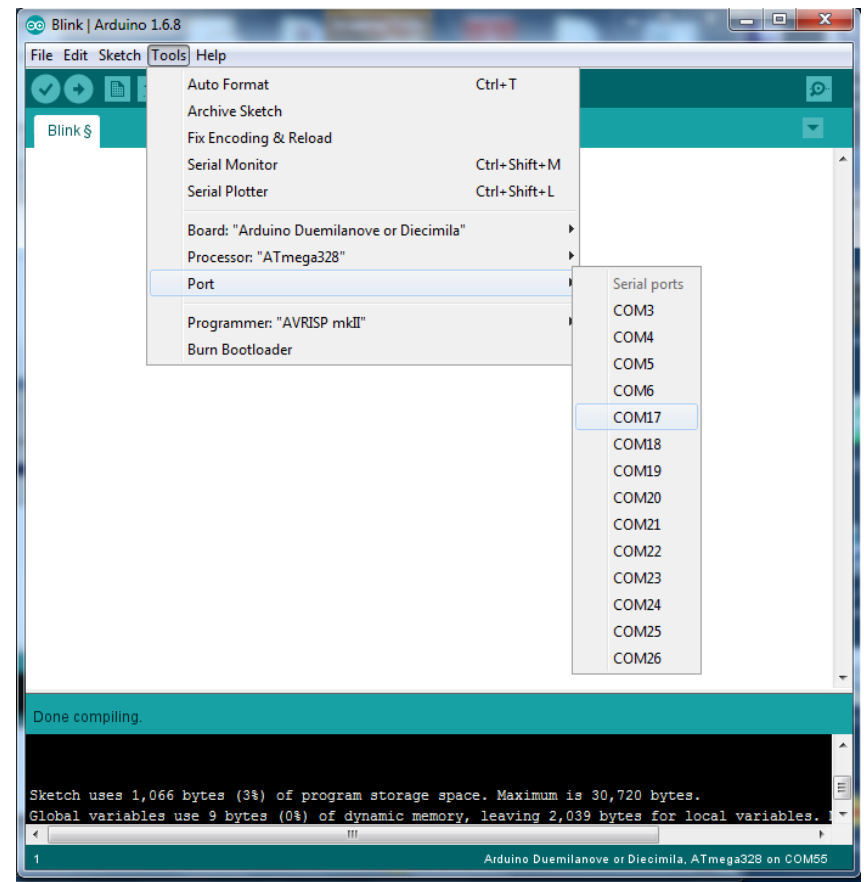 Blink | Arduino 1.6.8
File Edit Sketch Tools Help
Blink §
Auto Format Ctrl+T
Archive Sketch
Fix Encoding & Reload
Serial Monitor Ctrl+Shift+M
Serial Plotter Ctrl+Shift+L
Board: "Arduino Duemilanove or Diecimila"
Processor: "ATmega328"
Port
Programmer: "AVRISP mkII"
Burn Bootloader
Serial ports
COM3
COM4
COM5
COM6
COM17
COM18
COM19
COM20
COM21
COM22
COM23
COM24
COM25
COM26
Done compiling.
Sketch uses 1,066 bytes (3%) of program storage space. Maximum is 30,720 bytes.
Global variables use 9 bytes (0%) of dynamic memory, leaving 2,039 bytes for local variables.
1 Arduino Duemilanove or Diecimila, ATmega328 on COM55